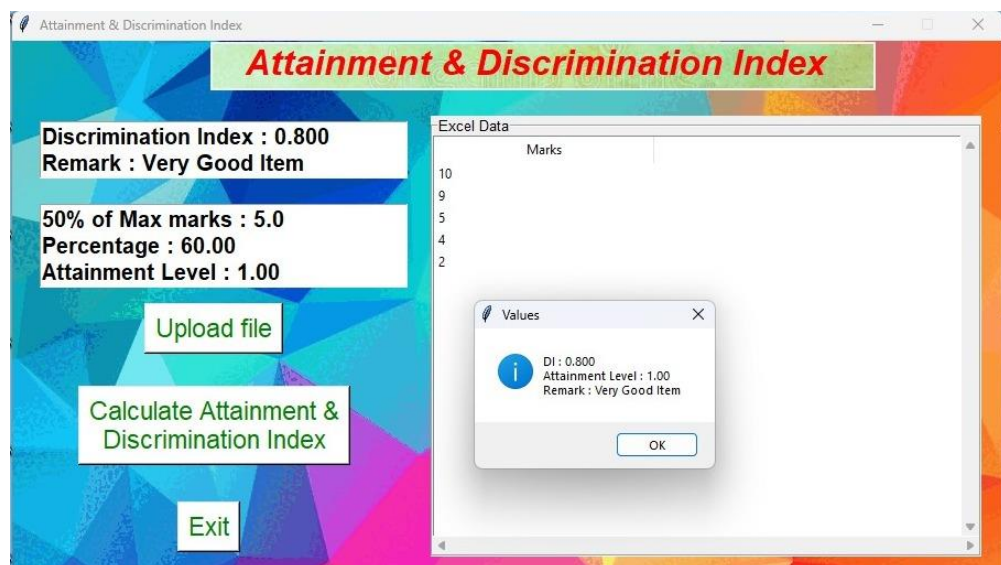 Attainment & Discrimination Index
Attainment & Discrimination Index
Discrimination Index : 0.800
Remark : Very Good Item
50% of Max marks : 5.0
Percentage : 60.00
Attainment Level : 1.00
Upload file
Calculate Attainment &
Discrimination Index
Exit
Excel Data
Marks
10
9
5
4
2
Values
DI : 0.800
Attainment Level : 1.00
Remark : Very Good Item
OK